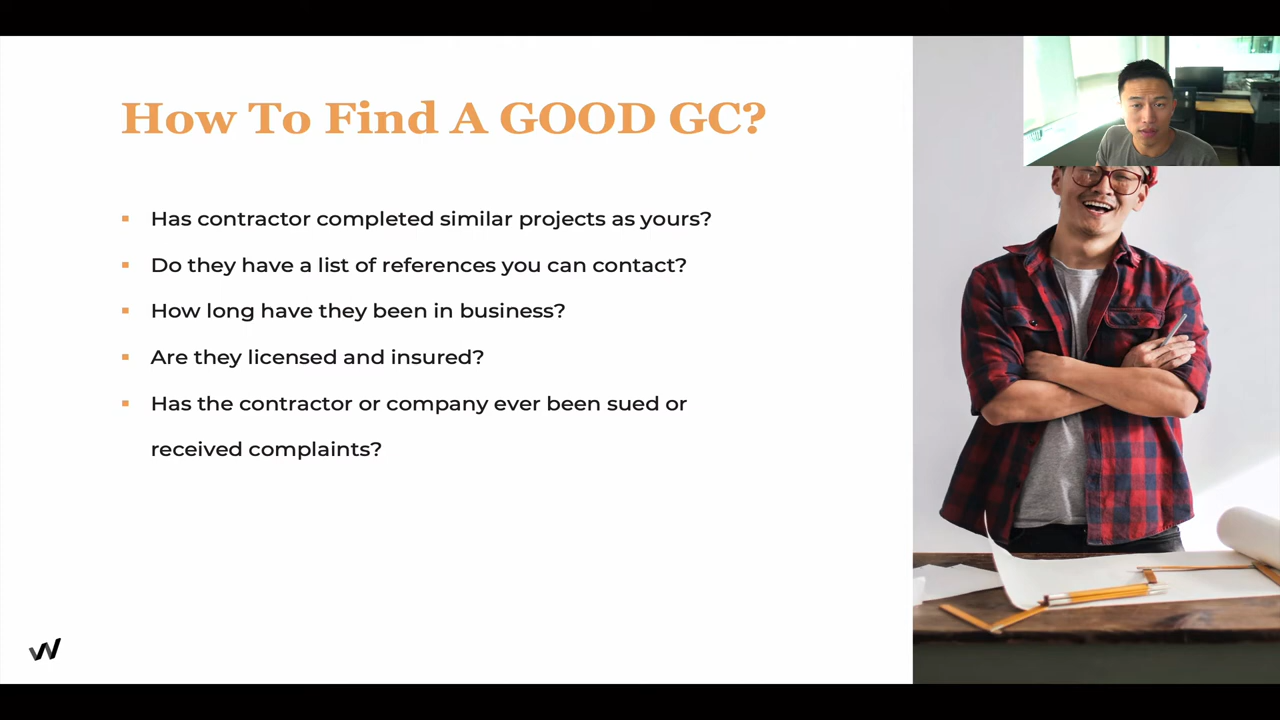 How To Find A GOOD GC?
Has contractor completed similar projects as yours?
Do they have a list of references you can contact?
How long have they been in business?
Are they licensed and insured?
Has the contractor or company ever been sued or
received complaints?